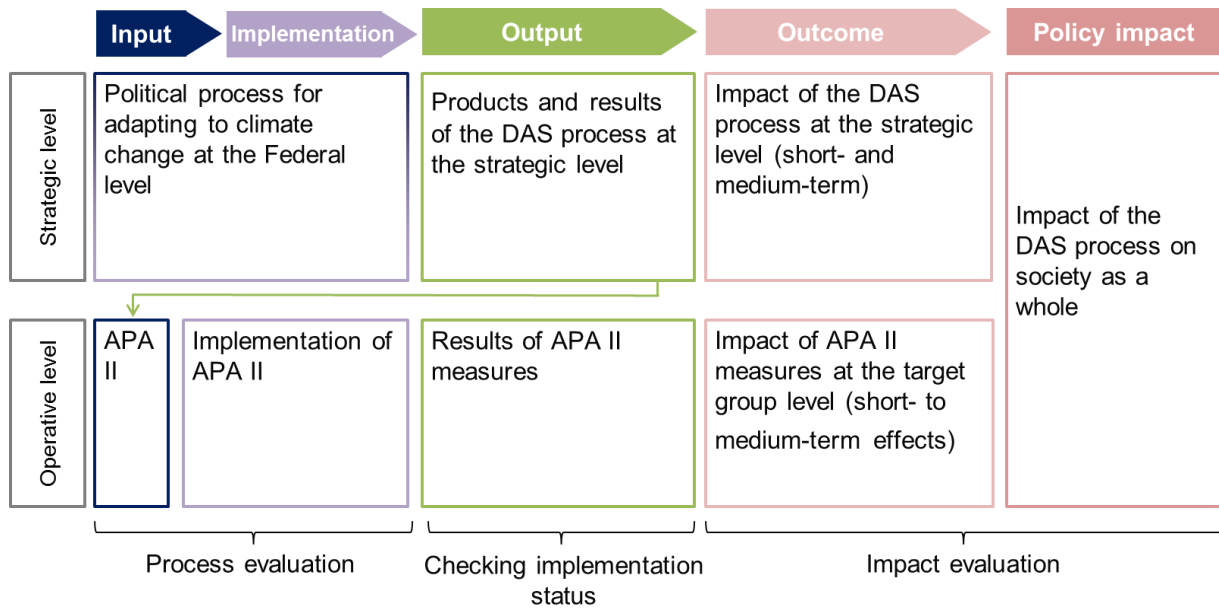 Input
Implementation
Output
Outcome
Policy impact
Strategic level
Political process for
adapting to climate
change at the Federal
level
Products and results
of the DAS process at
the strategic level
Impact of the DAS
process at the strategic
level (short- and
medium-term)
Impact of the
DAS process on
society as a
whole
Operative level
APA
II
Implementation of
APA II
Results of APA II
measures
Impact of APA II
measures at the target
group level (short- to
medium-term effects)
Process evaluation
Checking implementation
status
Impact evaluation